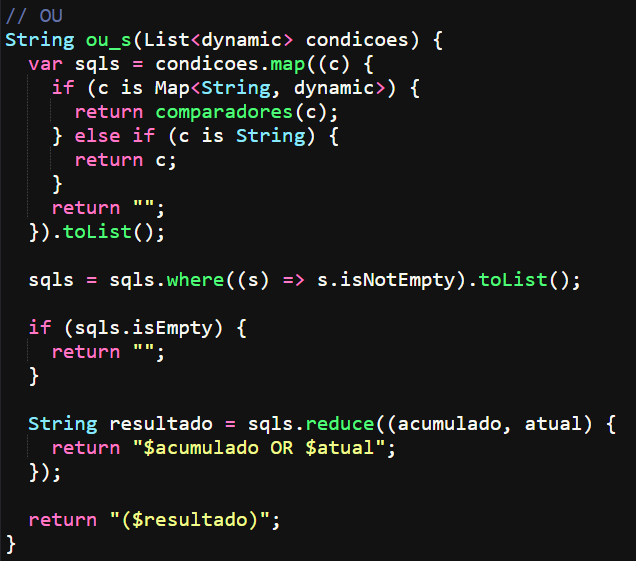 // OU
String ou_s(List<dynamic> condicoes) {
  var sqls = condicoes.map((c) {
    if (c is Map<String, dynamic>) {
      return comparadores(c);
    } else if (c is String) {
      return c;
    }
    return "";
  }).toList();

  sqls = sqls.where((s) => s.isNotEmpty).toList();

  if (sqls.isEmpty) {
    return "";
  }

  String resultado = sqls.reduce((acumulado, atual) {
    return "$acumulado OR $atual";
  });

  return "($resultado)";
}